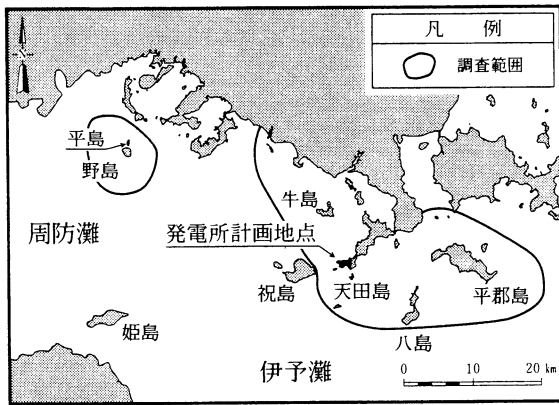 凡 例
調査範囲
平島
野島
周防灘
牛島
発電所計画地点
祝島
天田島
平郡島
八島
姫島
伊予灘
0 10 20 km